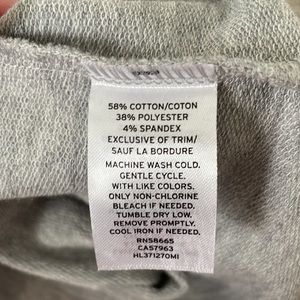 58% COTTON/COTON
38% POLYESTER
4% SPANDEX
EXCLUSIVE OF TRIM/
SAUF LA BORDURE
MACHINE WASH COLD.
GENTLE CYCLE.
WITH LIKE COLORS.
ONLY NON-CHLORINE
BLEACH IF NEEDED.
TUMBLE DRY LOW.
REMOVE PROMPTLY.
COOL IRON IF NEEDED.
RN58665
CA57963
HL371270MI